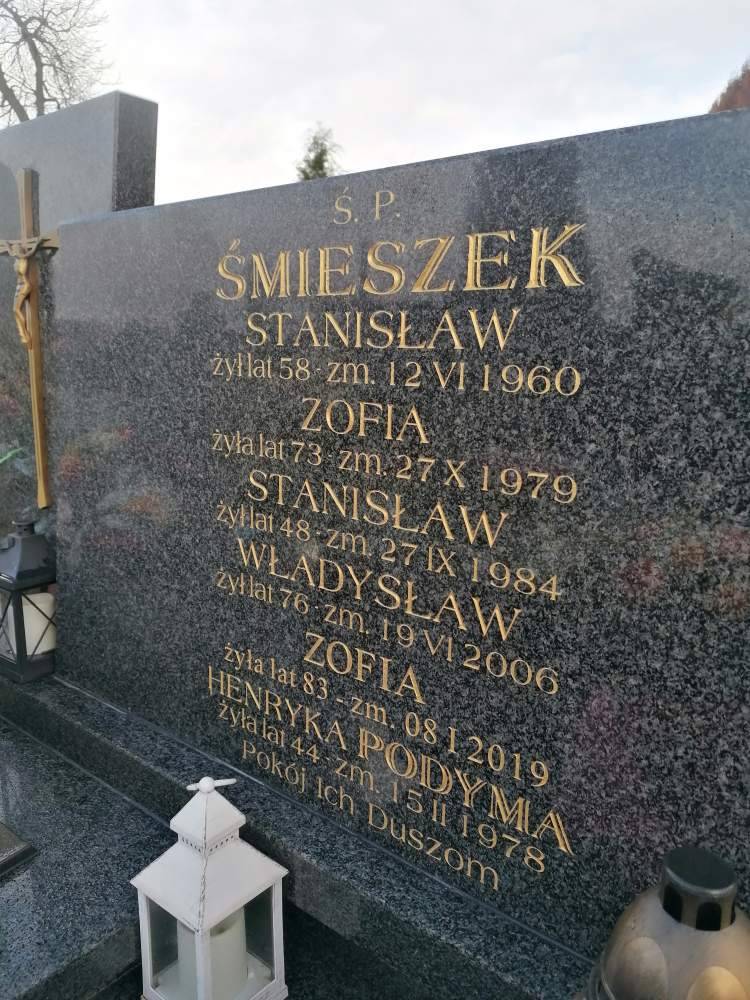 Ś. P.
ŚMIESZEK
STANISŁAW
żył lat 58 - zm. 12 VI 1960
ZOFIA
żyła lat 73 - zm. 27 X 1979
STANISŁAW
żył lat 48 - zm. 27 IX 1984
WŁADYSŁAW
żył lat 76 - zm. 19 VI 2006
ZOFIA
żyła lat 83 - zm. 08 I 2019
HENRYKA PODYMA
żyła lat 44 - zm. 15 II 1978
Pokój Ich Duszom